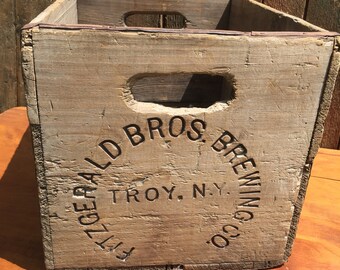 FITZGERALD BROS. BREWING CO.
TROY, N.Y.